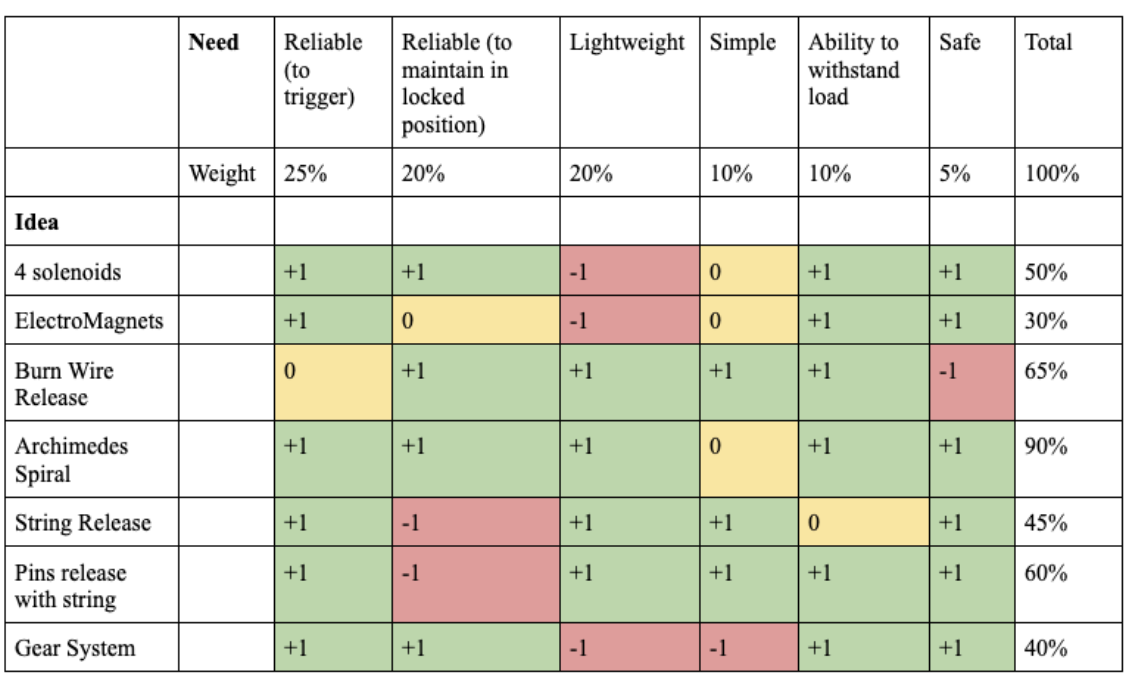 Need Reliable (to trigger) Reliable (to maintain in locked position) Lightweight Simple Ability to withstand load Safe Total
Weight 25% 20% 20% 10% 10% 5% 100%
Idea
4 solenoids +1 +1 -1 0 +1 +1 50%
ElectroMagnets +1 0 -1 0 +1 +1 30%
Burn Wire Release 0 +1 +1 +1 +1 -1 65%
Archimedes Spiral +1 +1 +1 0 +1 +1 90%
String Release +1 -1 +1 +1 0 +1 45%
Pins release with string +1 -1 +1 +1 +1 +1 60%
Gear System +1 +1 -1 -1 +1 +1 40%